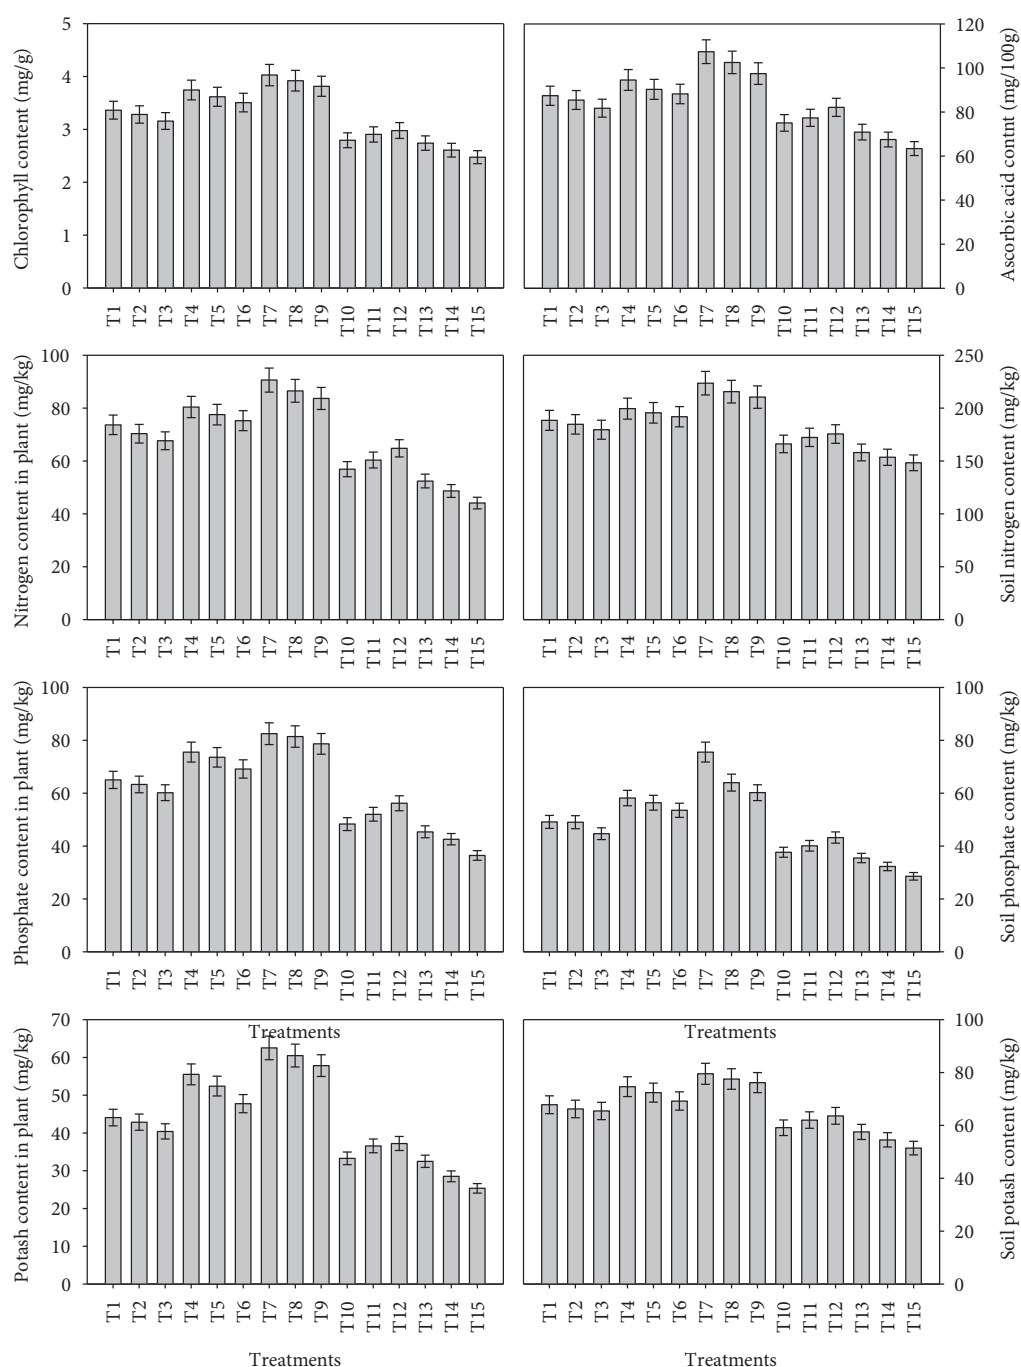 Chlorophyll content (mg/g)
5
4
3
2
1
0
T1 T2 T3 T4 T5 T6 T7 T8 T9 T10 T11 T12 T13 T14 T15
120
100
80
60
40
20
0
Ascorbic acid contnt (mg/100g)
T1 T2 T3 T4 T5 T6 T7 T8 T9 T10 T11 T12 T13 T14 T15
Nitrogen content in plant (mg/kg)
100
80
60
40
20
0
T1 T2 T3 T4 T5 T6 T7 T8 T9 T10 T11 T12 T13 T14 T15
250
200
150
100
50
0
Soil nitrogen content (mg/kg)
T1 T2 T3 T4 T5 T6 T7 T8 T9 T10 T11 T12 T13 T14 T15
Phosphate content in plant (mg/kg)
100
80
60
40
20
0
T1 T2 T3 T4 T5 T6 T7 T8 T9 T10 T11 T12 T13 T14 T15
Treatments
100
80
60
40
20
0
Soil phosphate content (mg/kg)
T1 T2 T3 T4 T5 T6 T7 T8 T9 T10 T11 T12 T13 T14 T15
Treatments
Potash content in plant (mg/kg)
70
60
50
40
30
20
10
0
T1 T2 T3 T4 T5 T6 T7 T8 T9 T10 T11 T12 T13 T14 T15
Treatments
100
80
60
40
20
0
Soil potash content (mg/kg)
T1 T2 T3 T4 T5 T6 T7 T8 T9 T10 T11 T12 T13 T14 T15
Treatments